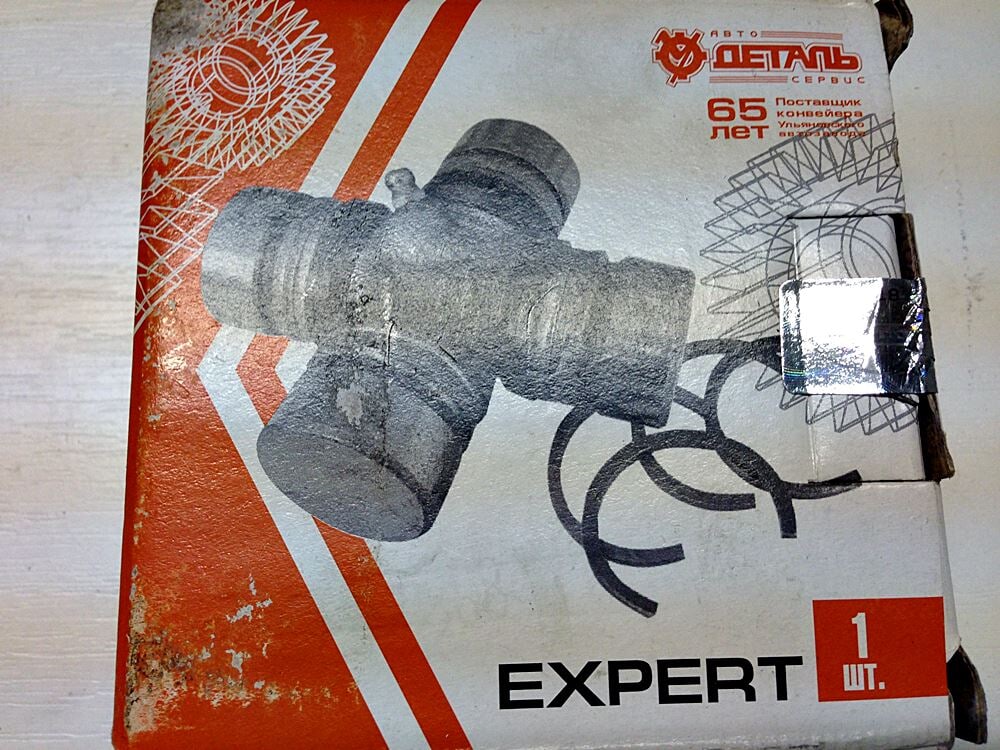 АВТО
ДЕТАЛЬ
СЕРВИС
65
лет
Поставщик
конвейера
Ульяновского
автозавода
EXPERT
1
шт.